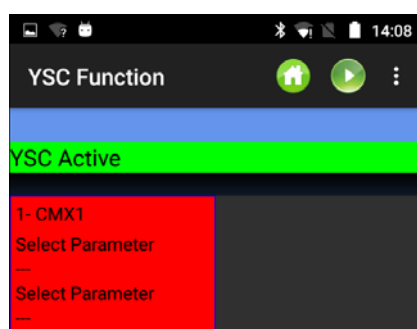 14:08
YSC Function
YSC Active
1- CMX1
Select Parameter
---
Select Parameter
---